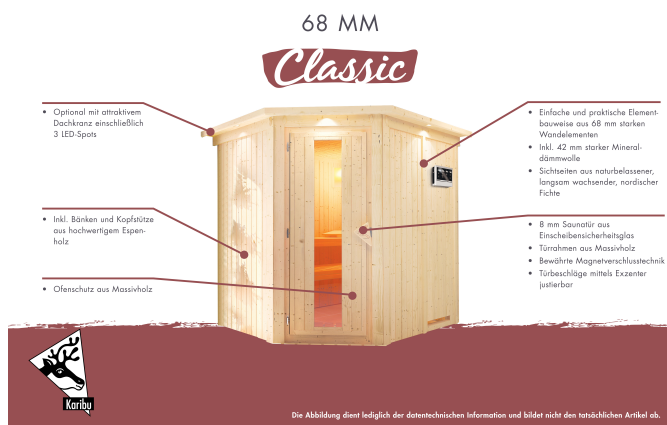 68 MM
Classic
• Optional mit attraktivem
Dachkranz einschließlich
3 LED-Spots
• Inkl. Bänken und Kopfstütze
aus hochwertigem Espen-
holz
• Ofenschutz aus Massivholz
• Einfache und praktische Element-
bauweise aus 68 mm starken
Wandelementen
• Inkl. 42 mm starker Mineral-
dämmwolle
• Sichtseiten aus naturbelassener,
langsam wachsender, nordischer
Fichte
• 8 mm Saunatür aus
Einscheibensicherheitsglas
• Türrahmen aus Massivholz
• Bewährte Magnetverschlusstechnik
• Türbeschläge mittels Exzenter
justierbar
Karibu
Die Abbildung dient lediglich der datentechnischen Information und bildet nicht den tatsächlichen Artikel ab.